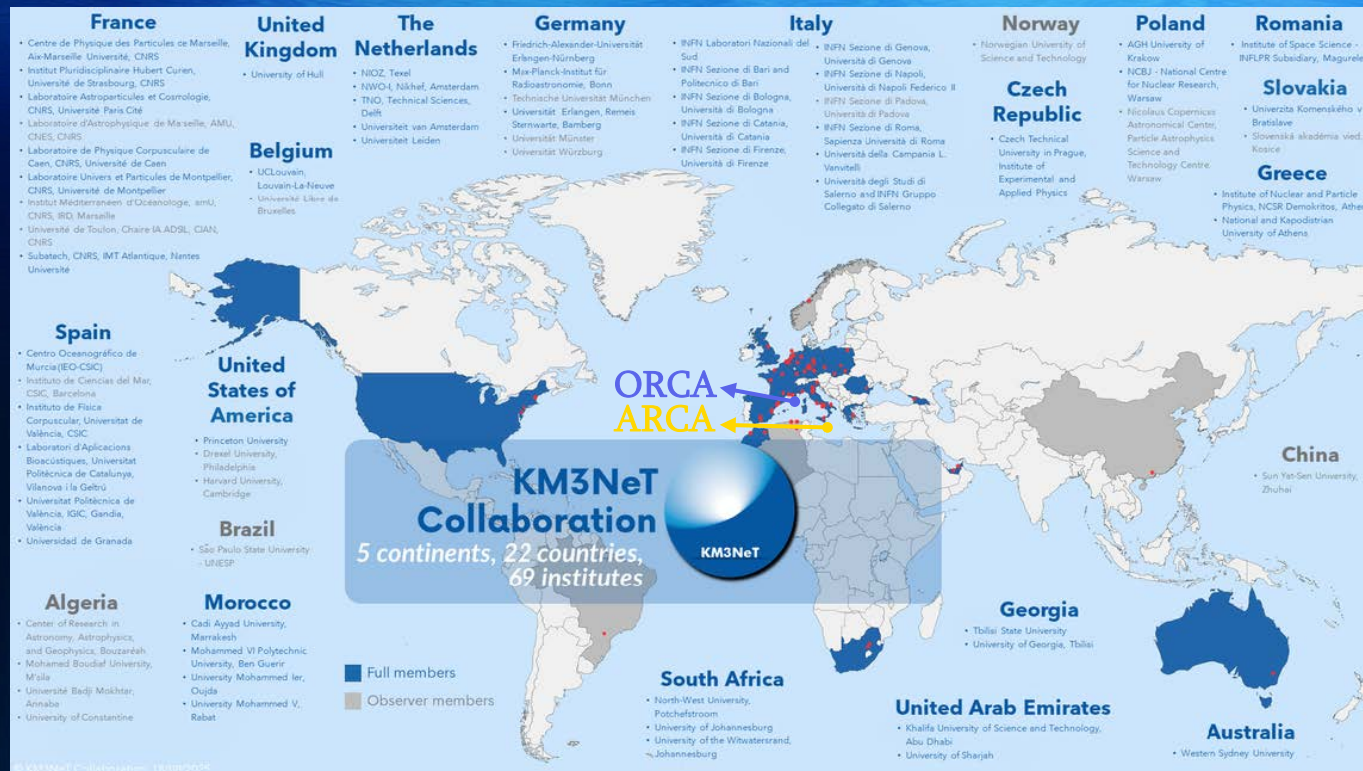 France
• Centre de Physique des Particules de Marseille,
Aix-Marseille Université, CNRS
• Institut Pluridisciplinaire Hubert Curien,
Université de Strasbourg, CNRS
• Laboratoire Astroparticules et Cosmologie,
CNRS, Université Paris Cité
• Laboratoire d'Astrophysique de Marseille, AMU,
CNES, CNRS
• Laboratoire de Physique Corpusculaire de
Caen, CNRS, Université de Caen
• Laboratoire Univers et Particules de Montpellier,
CNRS, Université de Montpellier
• Institut Méditerranéen d'Océanologie, amU,
CNRS, IRD, Marseille
• Université de Toulon, Chaire IA ADSIL, CIAN,
CNRS
• Subatech, CNRS, IMT Atlantique, Nantes
Université
United
Kingdom
• University of Hull
Belgium
• UCLouvain,
Louvain-La-Neuve
• Université Libre de
Bruxelles
The
Netherlands
• NIOZ, Texel
• NWO-I, Nikhef, Amsterdam
• TNO, Technical Sciences,
Delft
• Universiteit van Amsterdam
• Universiteit Leiden
Germany
• Friedrich-Alexander-Universität
Erlangen-Nürnberg
• Max-Planck-Institut für
Radioastronomie, Bonn
• Technische Universität München
• Universität Erlangen, Remeis
Sternwarte, Bamberg
• Universität Münster
• Universität Würzburg
Italy
• INFN Laboratori Nazionali del
Sud
• INFN Sezione di Bari and
Politecnico di Bari
• INFN Sezione di Bologna,
Università di Bologna
• INFN Sezione di Catania,
Università di Catania
• INFN Sezione di Firenze,
Università di Firenze
• INFN Sezione di Genova,
Università di Genova
• INFN Sezione di Napoli,
Università di Napoli Federico II
• INFN Sezione di Padova,
Università di Padova
• INFN Sezione di Roma,
Sapienza Università di Roma
• Università della Campania L.
Vanvitelli
• Università degli Studi di
Salerno and INFN Gruppo
Collegato di Salerno
Norway
• Norwegian University of
Science and Technology
Czech
Republic
• Czech Technical
University in Prague,
Institute of
Experimental and
Applied Physics
Poland
• AGH University of
Krakow
• NCBJ - National Centre
for Nuclear Research,
Warsaw
• Nicolaus Copernicus
Astronomical Center,
Particle Astrophysics
Science and
Technology Centre
Warsaw
Romania
• Institute of Space Science -
INFLPR Subsidiary, Magurele
Slovakia
• Univerzita Komenského v
Bratislave
• Slovenská akadémia vied,
Kosice
Greece
• Institute of Nuclear and Particle
Physics, NCSR Demokritos, Athe
• National and Kapodistrian
University of Athens
Spain
• Centro Oceanográfico de
Murcia (IEO-CSIC)
• Instituto de Ciencias del Mar,
CSIC, Barcelona
• Instituto de Física
Corpuscular, Universitat de
València, CSIC
• Laboratori d'Aplicacions
Bioacústiques, Universitat
Politècnica de Catalunya,
Vilanova i la Geltrú
• Universitat Politècnica de
València, IGIC, Gandia,
València
• Universidad de Granada
United
States of
America
• Princeton University
• Drexel University,
Philadelphia
• Harvard University,
Cambridge
Brazil
• São Paulo State University
- UNESP
ORCA
ARCA
KM3NeT
Collaboration
5 continents, 22 countries,
69 institutes
KM3NeT
China
• Sun Yat-Sen University,
Zhuhai
Algeria
• Center of Research in
Astronomy, Astrophysics,
and Geophysics, Bouzaréah
• Mohamed Boudiaf University,
M'sila
• Université Badji Mokhtar,
Annaba
• University of Constantine
Morocco
• Cadi Ayyad University,
Marrakesh
• Mohammed VI Polytechnic
University, Ben Guerir
• University Mohammed Ier,
Oujda
• University Mohammed V,
Rabat
Full members
Observer members
South Africa
• North-West University,
Potchefstroom
• University of Johannesburg
• University of the Witwatersrand,
Johannesburg
Georgia
• Tbilisi State University
• University of Georgia, Tbilisi
United Arab Emirates
• Khalifa University of Science and Technology,
Abu Dhabi
• University of Sharjah
Australia
• Western Sydney University
© KM3NeT Collaboration,